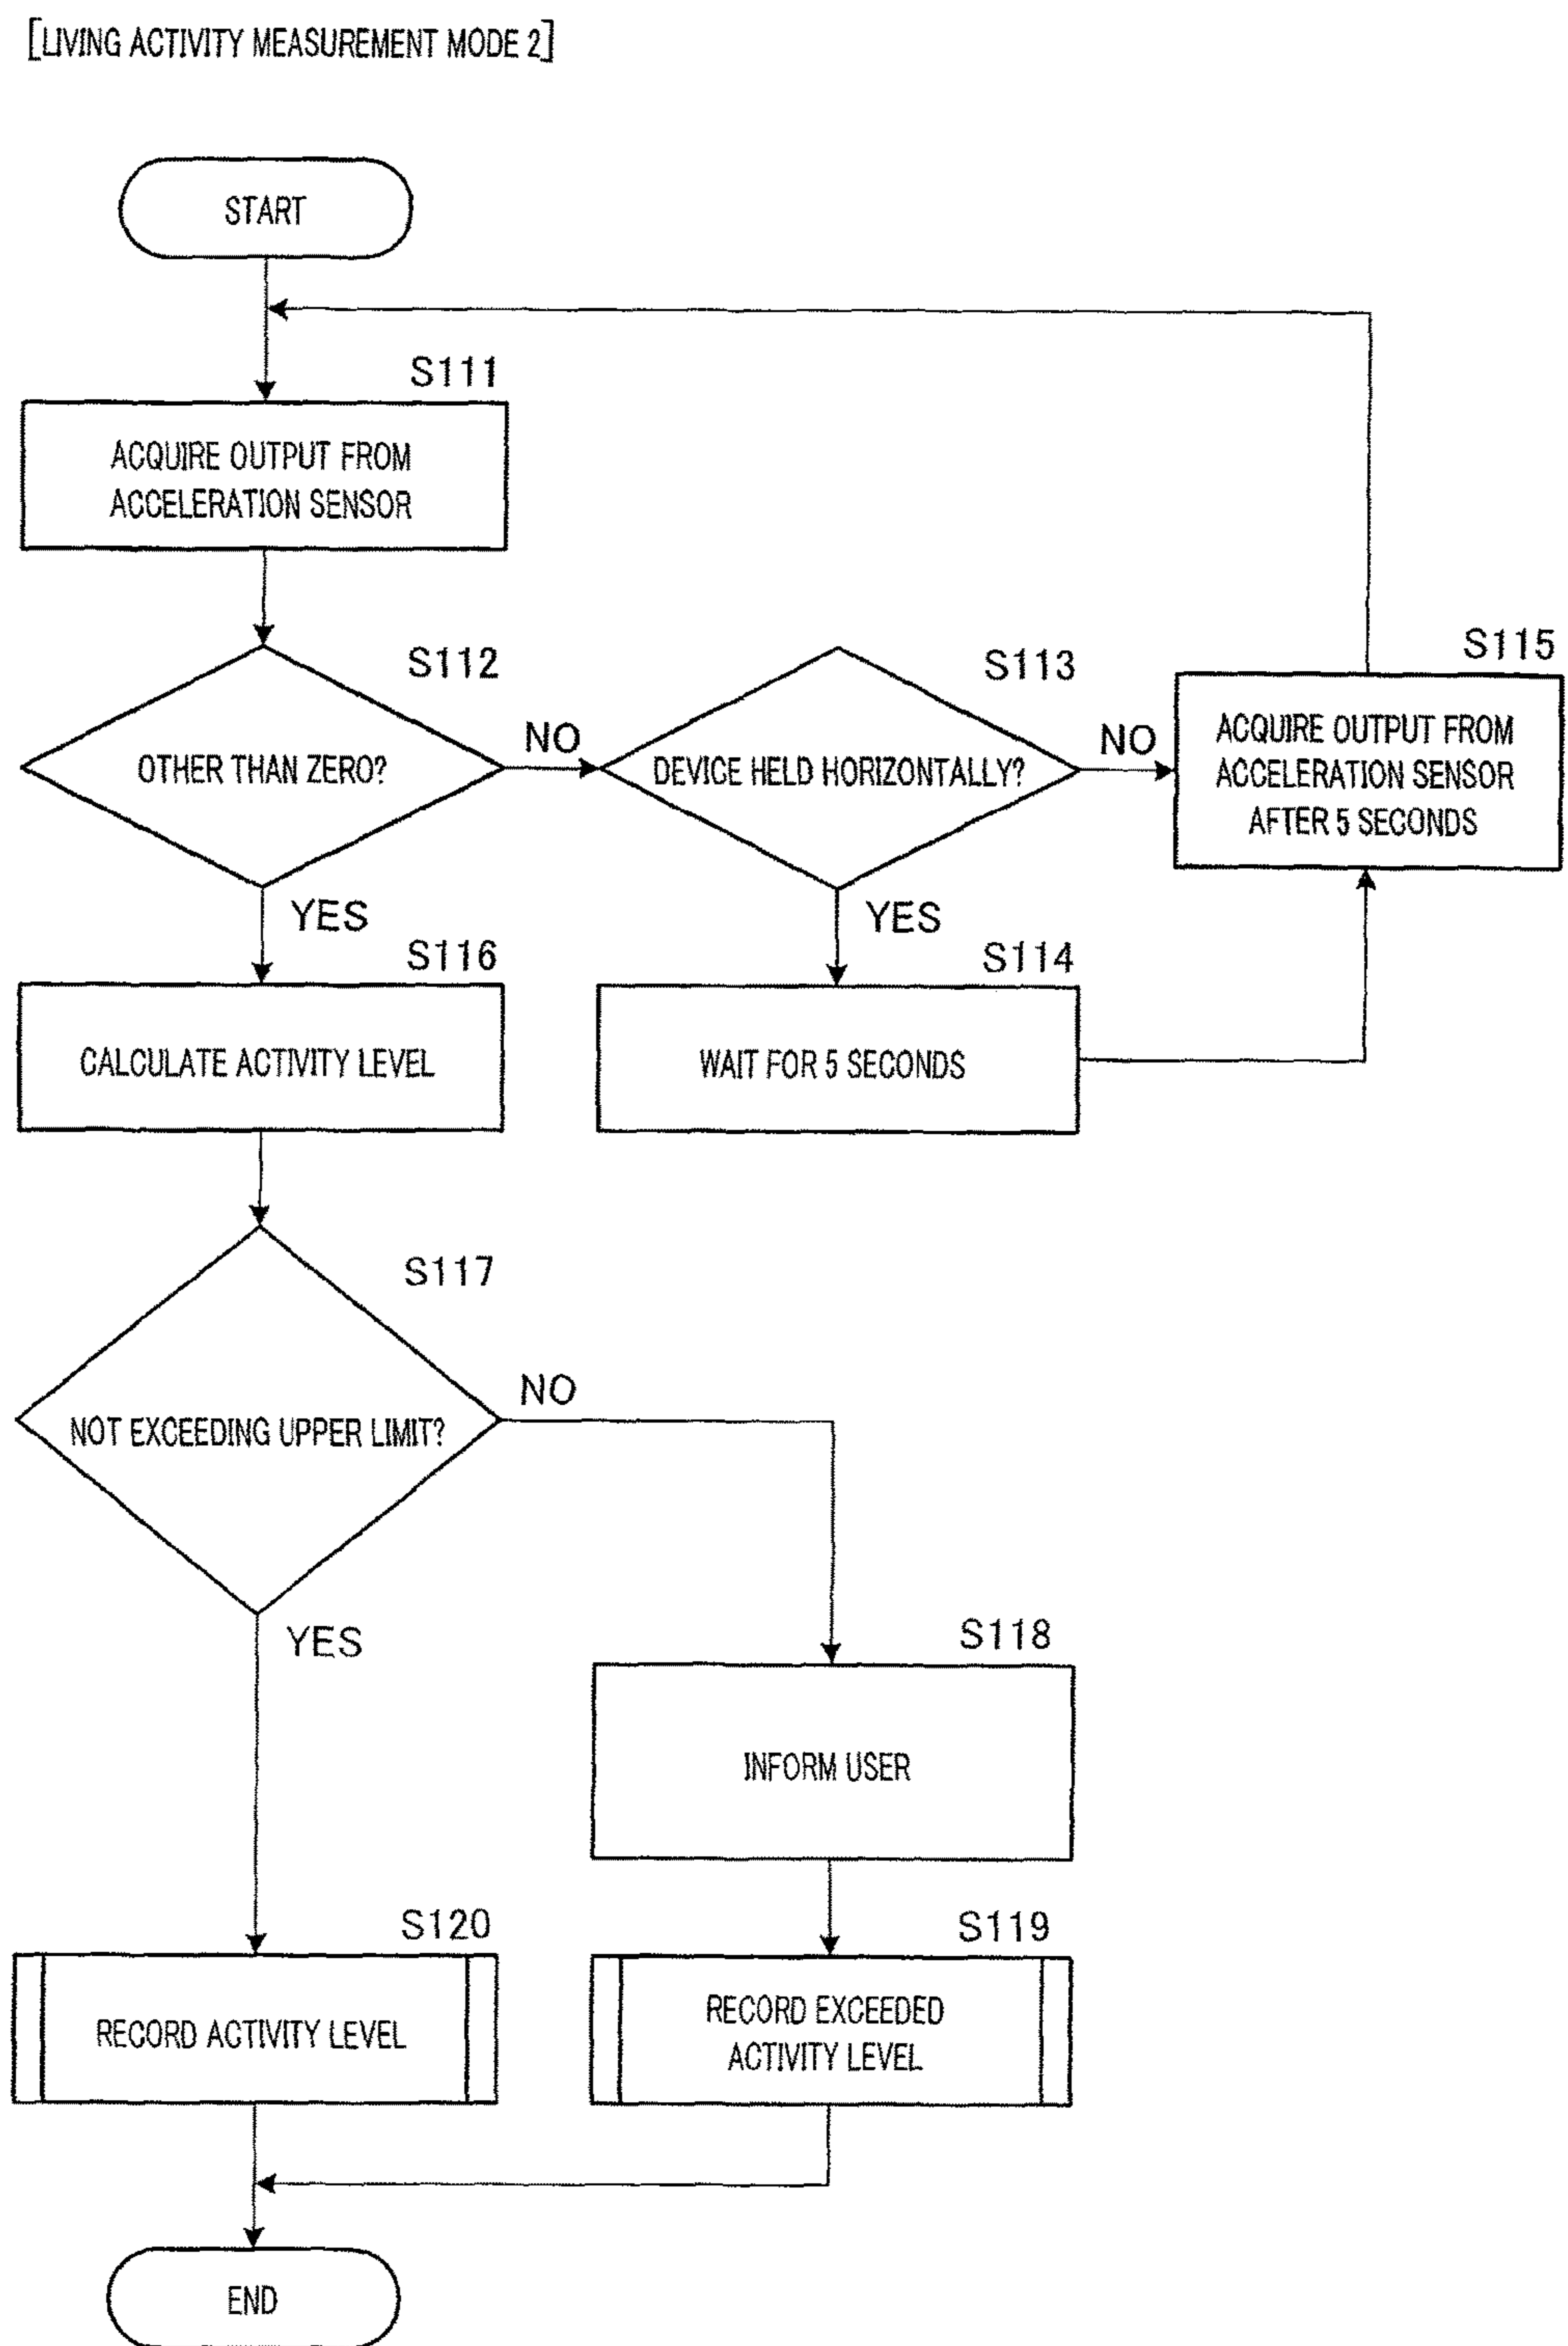 [LIVING ACTIVITY MEASUREMENT MODE 2]
START
S111
ACQUIRE OUTPUT FROM
ACCELERATION SENSOR
S112
OTHER THAN ZERO?
NO
YES
S113
DEVICE HELD HORIZONTALLY?
NO
YES
S115
ACQUIRE OUTPUT FROM
ACCELERATION SENSOR
AFTER 5 SECONDS
S116
CALCULATE ACTIVITY LEVEL
S114
WAIT FOR 5 SECONDS
S117
NOT EXCEEDING UPPER LIMIT?
NO
YES
S118
INFORM USER
S120
RECORD ACTIVITY LEVEL
S119
RECORD EXCEEDED
ACTIVITY LEVEL
END